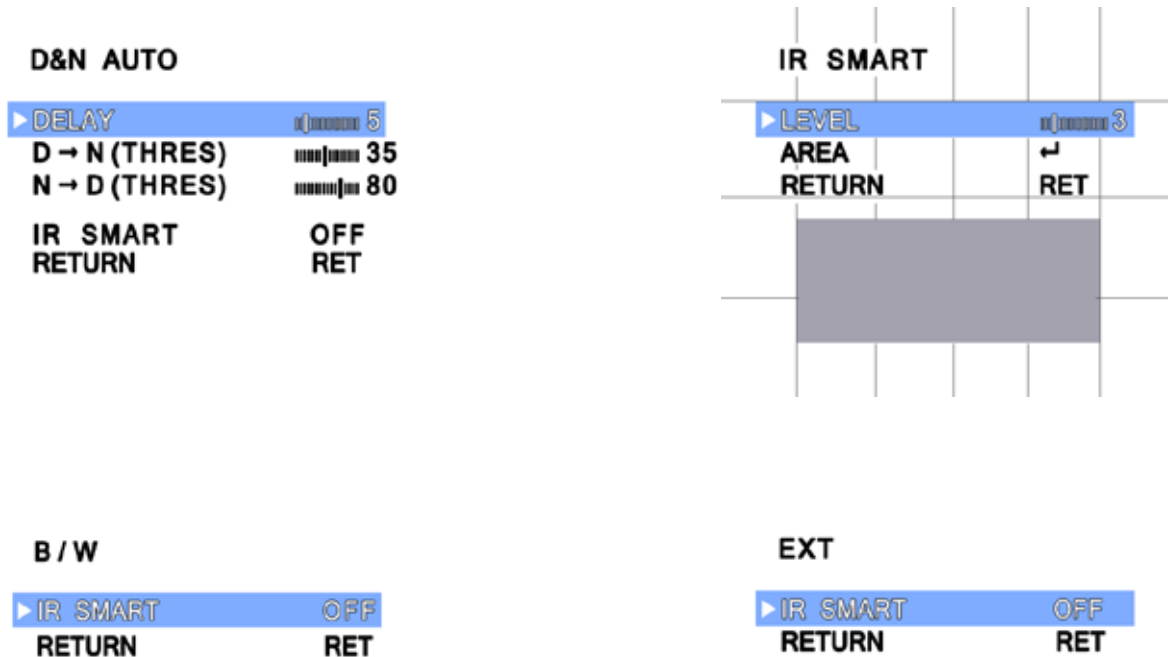 D&N AUTO
▶DELAY 5
D → N (THRES) 35
N → D (THRES) 80
IR SMART OFF
RETURN RET
IR SMART
▶LEVEL 3
AREA ↵
RETURN RET
B / W
▶IR SMART OFF
RETURN RET
EXT
▶IR SMART OFF
RETURN RET